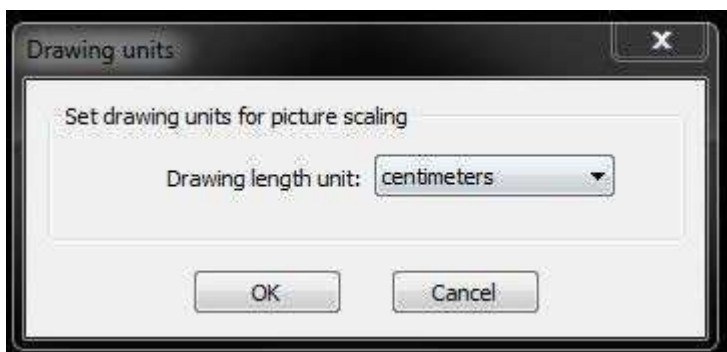 Drawing units
Set drawing units for picture scaling
Drawing length unit: centimeters
OK Cancel